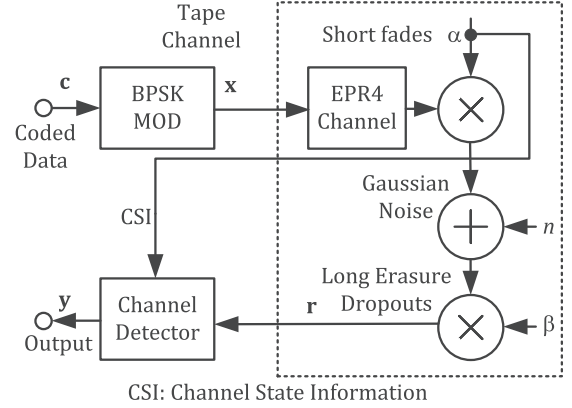 Tape
Channel
Short fades α
c
BPSK
MOD
x
EPR4
Channel
×
Coded
Data
CSI
Gaussian
Noise
+
n
Long Erasure
Dropouts
y
Output
Channel
Detector
r
×
β
CSI: Channel State Information